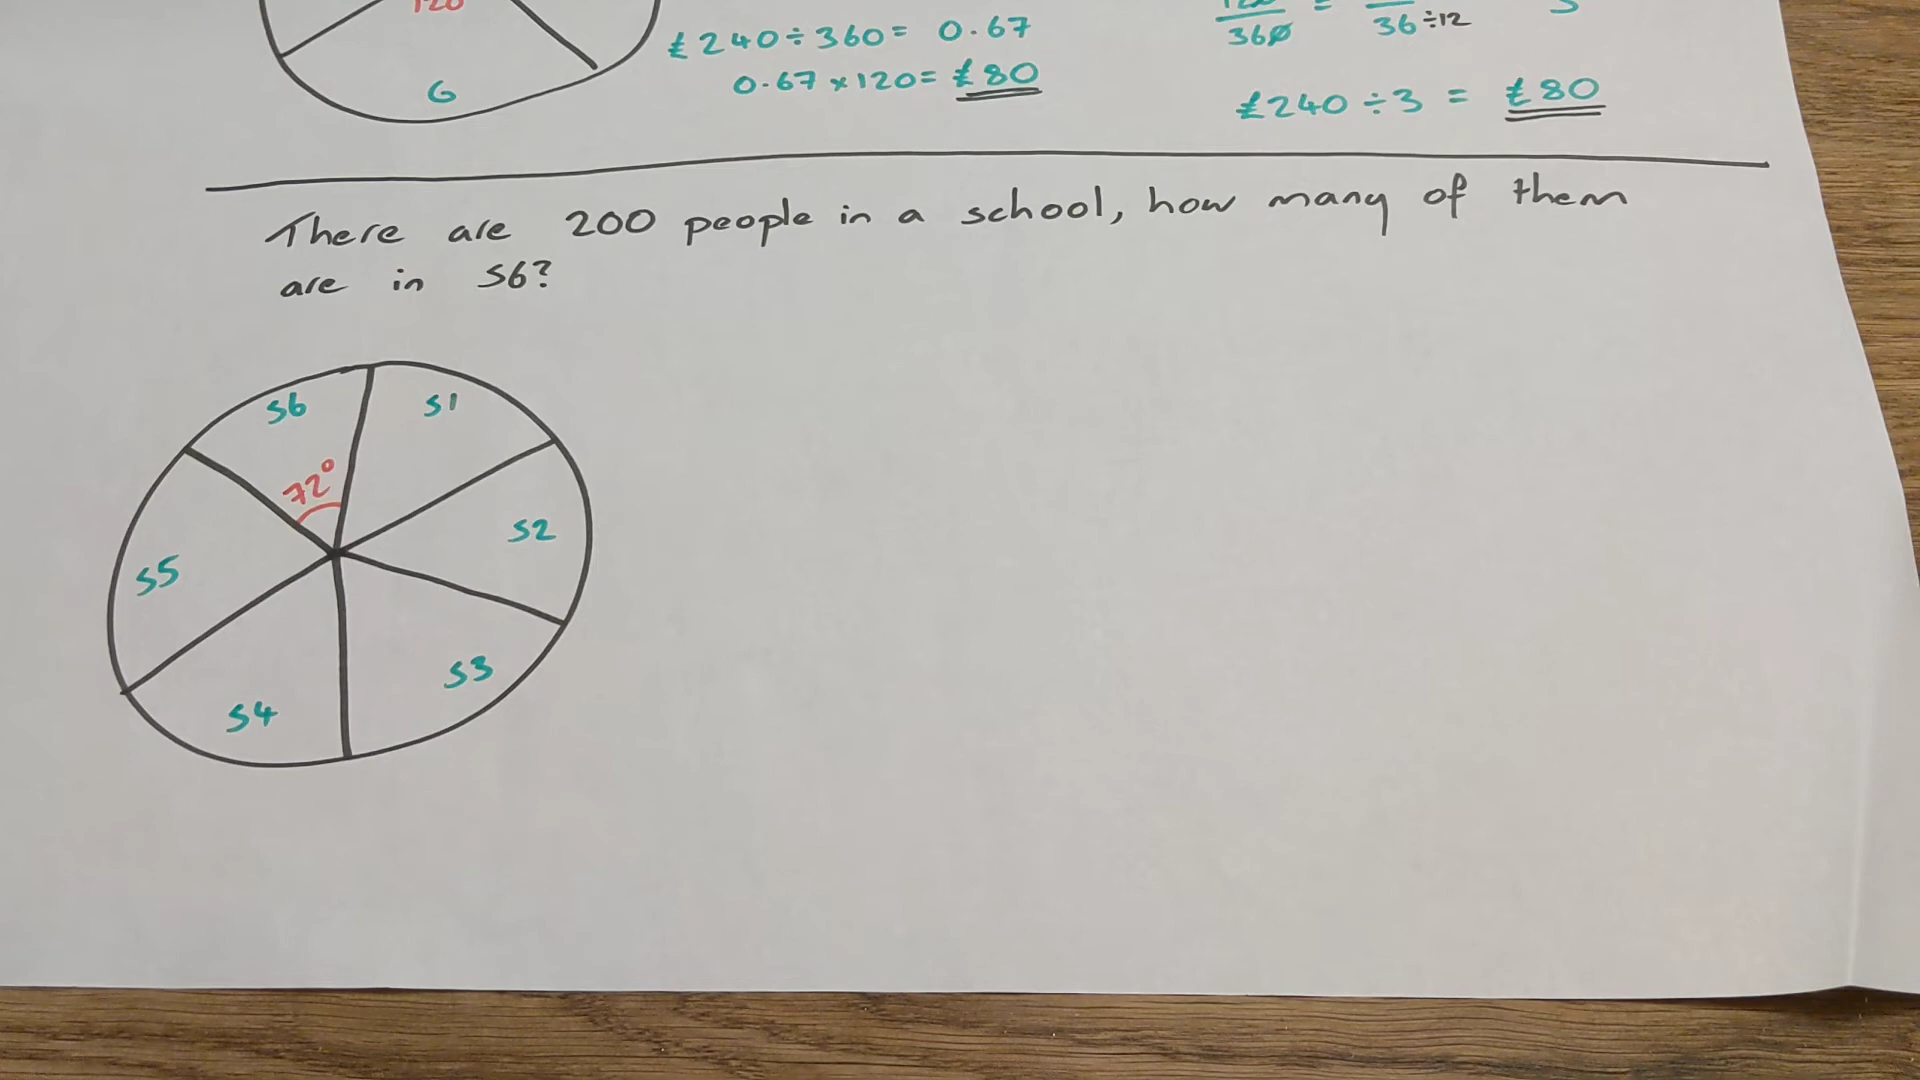 120
G
£240÷360= 0.67
0.67×120= £80
360 = 36 ÷12
£240÷3 = £80
There are 200 people in a school, how many of them
are in S6?
S6 S1
72°
S2
S5
S3
S4